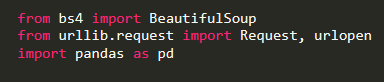 from bs4 import BeautifulSoup
from urllib.request import Request, urlopen
import pandas as pd